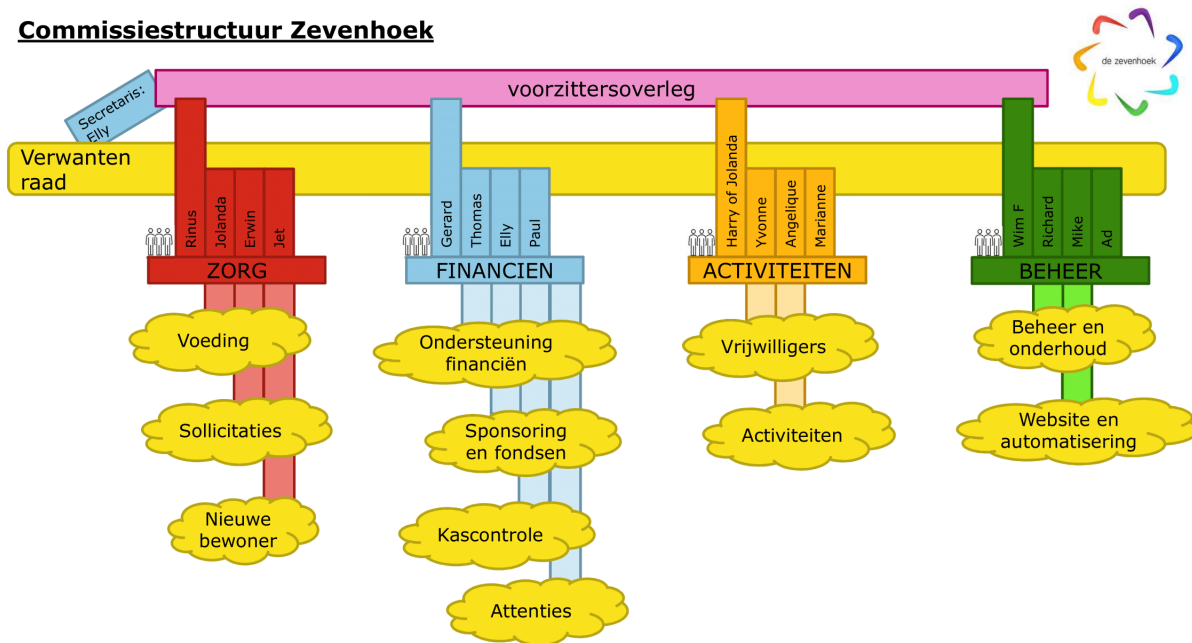 Commissiestructuur Zevenhoek
de zevenhoek
voorzittersoverleg
Secretaris:
Elly
Verwanten
raad
Rinus
Jolanda
Erwin
Jet
Gerard
Thomas
Elly
Paul
Harry of Jolanda
Yvonne
Angelique
Marianne
Wim F
Richard
Mike
Ad
ZORG
FINANCIEN
ACTIVITEITEN
BEHEER
Voeding
Ondersteuning
financiën
Vrijwilligers
Beheer en
onderhoud
Sollicitaties
Sponsoring
en fondsen
Activiteiten
Website en
automatisering
Nieuwe
bewoner
Kascontrole
Attenties